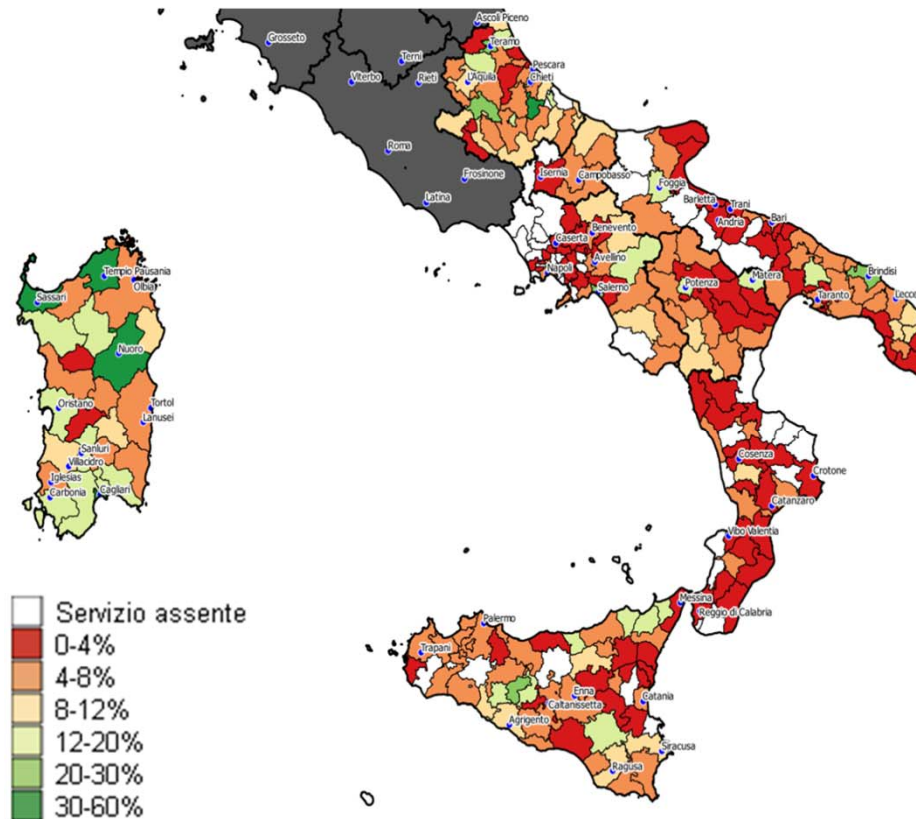 Ascoli Piceno
Grosseto
Teramo
Terni
Pescara
Viterbo
Rieti
L'Aquila
Chieti
Roma
Frosinone
Isernia
Campobasso
Foggia
Latina
Barletta
Trani
Andria
Bari
Benevento
Caserta
Avellino
Napoli
Tempio Pausania
Olbia
Matera
Brindisi
Salerno
Potenza
Sassari
Taranto
Lecce
Nuoro
Oristano
Tortol
Lanusei
Sanluri
Villacidro
Cosenza
Iglesias
Crotone
Carbonia
Cagliari
Catanzaro
Vibo Valentia
Messina
Reggio di Calabria
Palermo
Trapani
Enna
Catania
Caltanissetta
Agrigento
Siracusa
Ragusa
Servizio assente
0-4%
4-8%
8-12%
12-20%
20-30%
30-60%